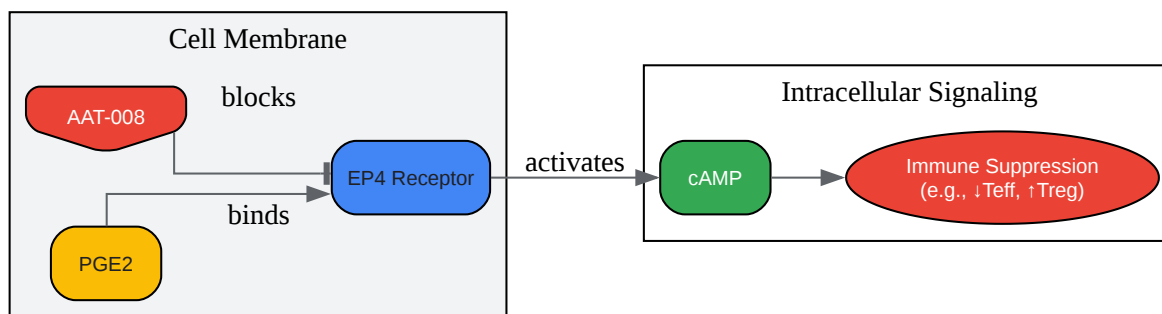 Cell Membrane
AAT-008
blocks
EP4 Receptor
binds
PGE2
activates
Intracellular Signaling
cAMP
Immune Suppression
(e.g., ↓Teff, ↑Treg)